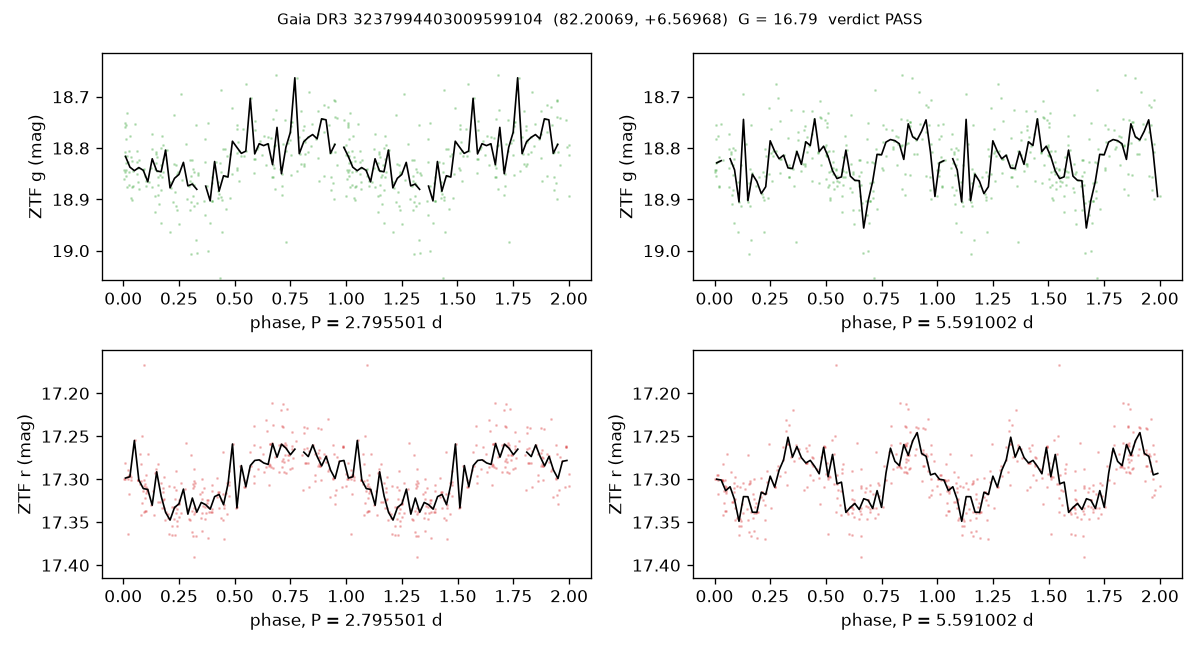 Gaia DR3 3237994403009599104 (82.20069, +6.56968) G = 16.79 verdict PASS
ZTF g (mag)
18.7
18.8
18.9
19.0
0.00 0.25 0.50 0.75 1.00 1.25 1.50 1.75 2.00
phase, P = 2.795501 d
ZTF g (mag)
18.7
18.8
18.9
19.0
0.00 0.25 0.50 0.75 1.00 1.25 1.50 1.75 2.00
phase, P = 5.591002 d
ZTF r (mag)
17.20
17.25
17.30
17.35
17.40
0.00 0.25 0.50 0.75 1.00 1.25 1.50 1.75 2.00
phase, P = 2.795501 d
ZTF r (mag)
17.20
17.25
17.30
17.35
17.40
0.00 0.25 0.50 0.75 1.00 1.25 1.50 1.75 2.00
phase, P = 5.591002 d